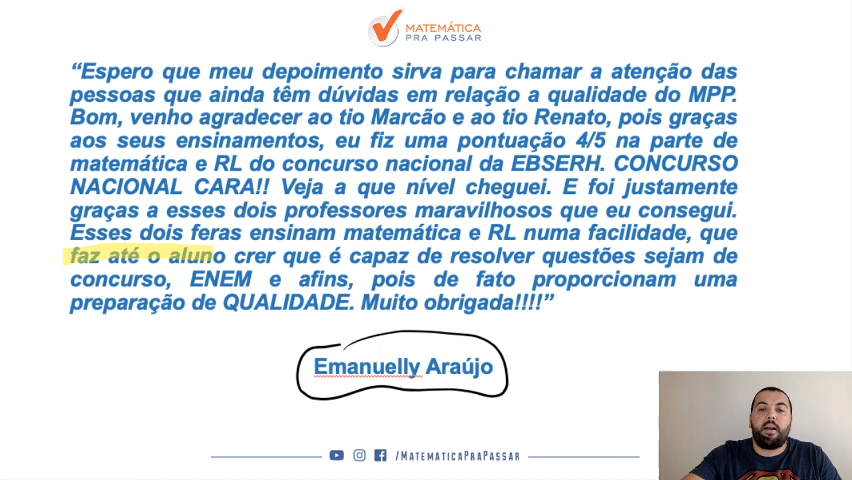 MATEMÁTICA
PRA PASSAR
“Espero que meu depoimento sirva para chamar a atenção das
pessoas que ainda têm dúvidas em relação a qualidade do MPP.
Bom, venho agradecer ao tio Marcão e ao tio Renato, pois graças
aos seus ensinamentos, eu fiz uma pontuação 4/5 na parte de
matemática e RL do concurso nacional da EBSERH. CONCURSO
NACIONAL CARA!! Veja a que nível cheguei. E foi justamente
graças a esses dois professores maravilhosos que eu consegui.
Esses dois feras ensinam matemática e RL numa facilidade, que
faz até o aluno crer que é capaz de resolver questões sejam de
concurso, ENEM e afins, pois de fato proporcionam uma
preparação de QUALIDADE. Muito obrigada!!!!”
Emanuelly Araújo
/MATEMATICAPRAPASSAR